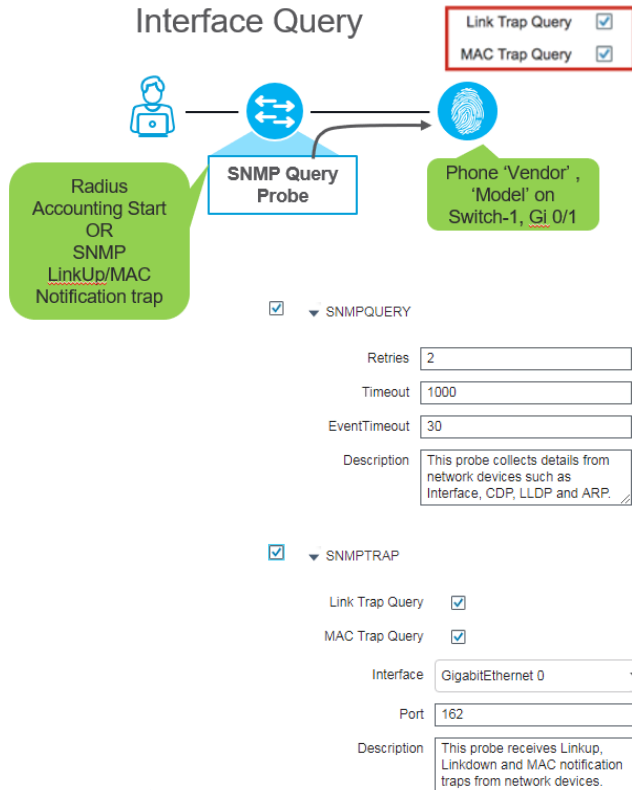 Interface Query
Link Trap Query
MAC Trap Query
Radius
Accounting Start
OR
SNMP
LinkUp/MAC
Notification trap
SNMP Query
Probe
Phone ‘Vendor’ ,
‘Model’ on
Switch-1, Gi 0/1
SNMPQUERY
Retries 2
Timeout 1000
EventTimeout 30
Description This probe collects details from
network devices such as
Interface, CDP, LLDP and ARP.
SNMPTRAP
Link Trap Query
MAC Trap Query
Interface GigabitEthernet 0
Port 162
Description This probe receives Linkup,
Linkdown and MAC notification
traps from network devices.